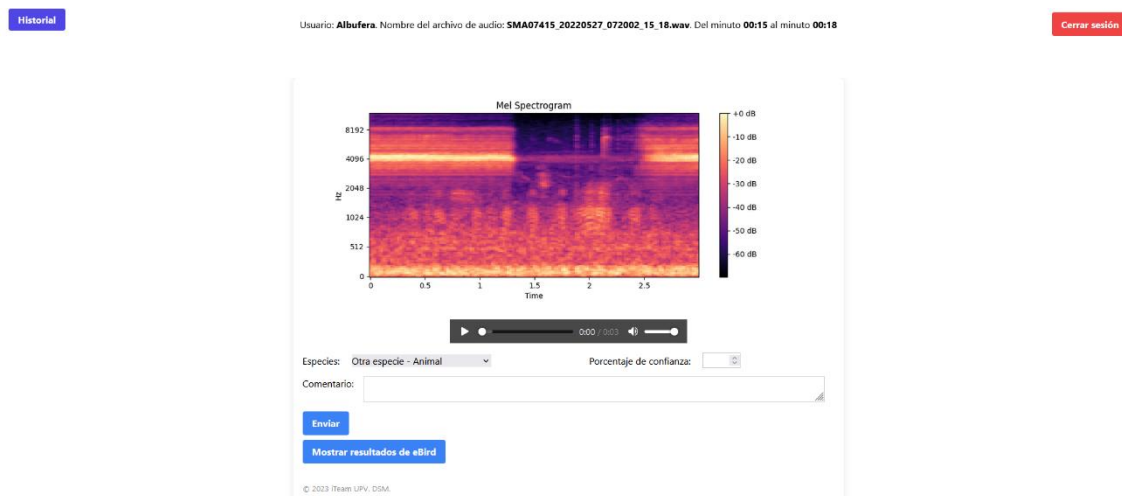 Historial
Usuario: Albufera. Nombre del archivo de audio: SMA07415_20220527_072002_15_18.wav. Del minuto 00:15 al minuto 00:18
Cerrar sesión
Mel Spectrogram
+0 dB
-10 dB
-20 dB
-30 dB
-40 dB
-50 dB
-60 dB
8192
4096
2048
1024
512
0
Hz
0 0.5 1 1.5 2 2.5
Time
0:00 / 0:03
Especies: Otra especie - Animal Porcentaje de confianza:
Comentario:
Enviar
Mostrar resultados de eBird
© 2023 iTeam UPV. DSM.